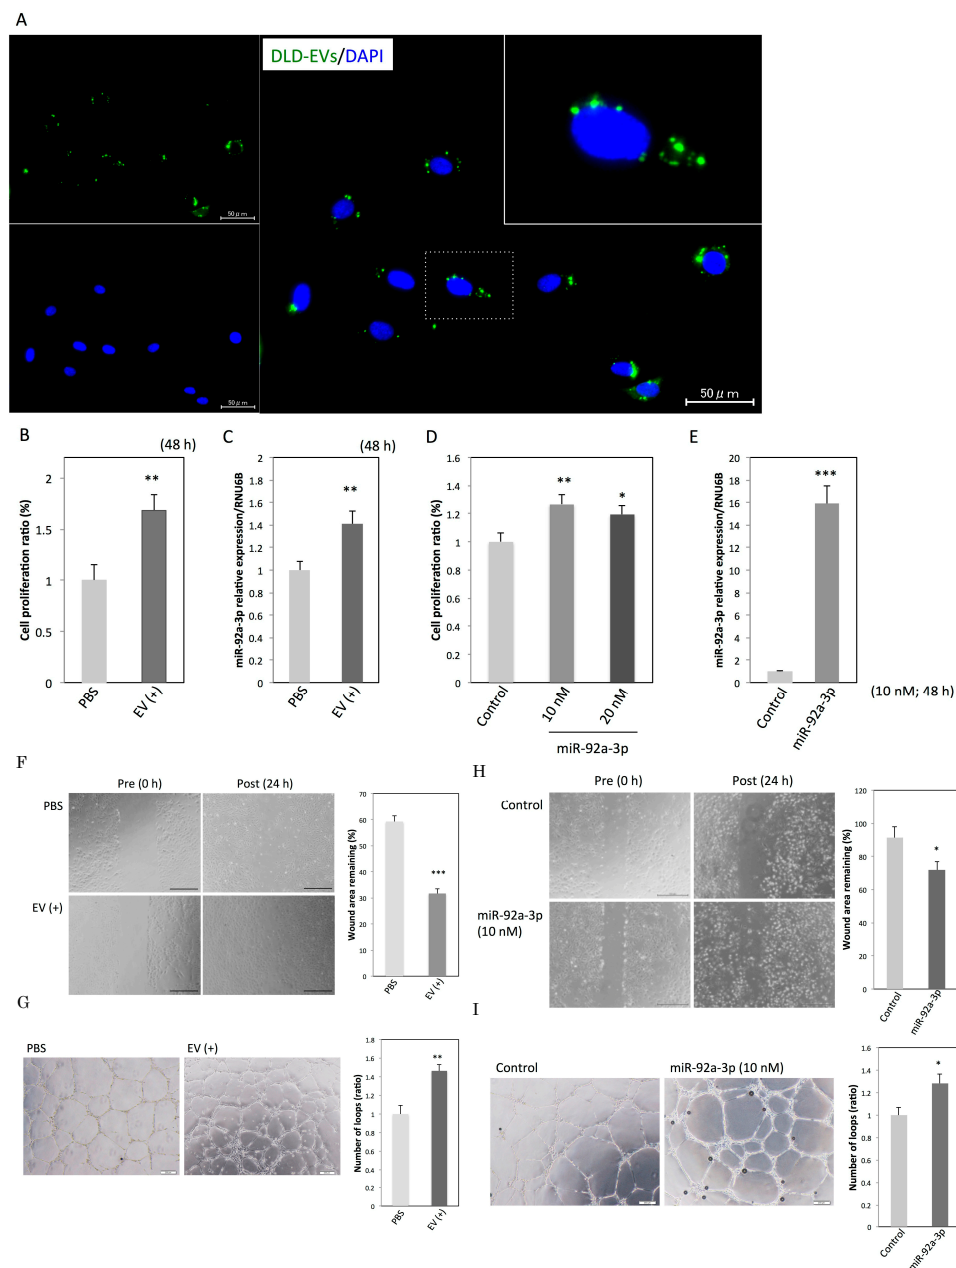 A
DLD-EVs/DAPI
50 μm
50 μm
50 μm
B
(48 h)
Cell proliferation ratio (%)
2
**
1
0.5
0
PBS
EV (+)
C
(48 h)
miR-92a-3p relative expression/RNU6B
2
1.8
1.6
1.4
1.2
1
0.8
0.6
0.4
0.2
0
**
PBS
EV (+)
D
Cell proliferation ratio (%)
1.6
1.4
1.2
1
0.8
0.6
0.4
0.2
0
**
*
Control
10 nM
20 nM
miR-92a-3p
E
miR-92a-3p relative expression/RNU6B
20
18
16
14
12
10
8
6
4
2
0
***
Control
miR-92a-3p
(10 nM; 48 h)
F
Pre (0 h)
Post (24 h)
PBS
EV (+)
Wound area remaining (%)
70
60
50
40
30
20
10
0
***
PBS
EV (+)
H
Pre (0 h)
Post (24 h)
Control
miR-92a-3p
(10 nM)
Wound area remaining (%)
120
100
80
60
40
20
0
*
Control
miR-92a-3p
G
PBS
EV (+)
Number of loops (ratio)
1.8
1.6
1.4
1.2
1
0.8
0.6
0.4
0.2
0
**
PBS
EV (+)
I
Control
miR-92a-3p (10 nM)
Number of loops (ratio)
1.6
1.4
1.2
1
0.8
0.6
0.4
0.2
0
*
Control
miR-92a-3p